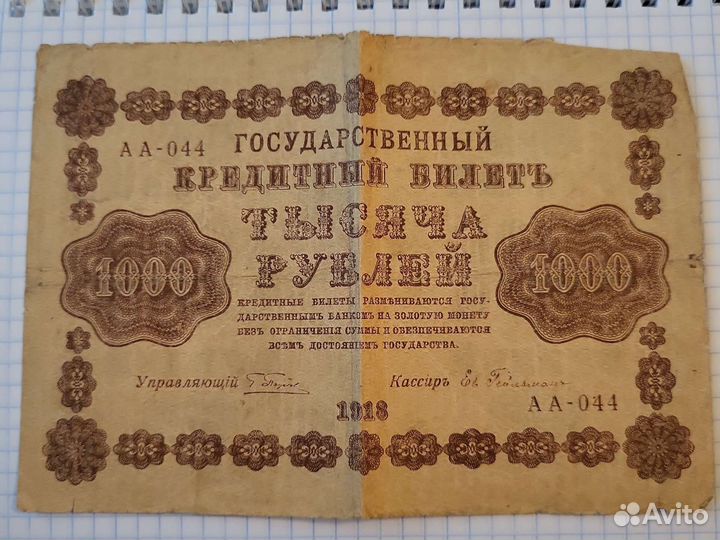 АА-044
ГОСУДАРСТВЕННЫЙ
КРЕДИТНЫЙ БИЛЕТЪ
ТЫСЯЧА
РУБЛЕЙ
1000
1000
КРЕДИТНЫЕ БИЛЕТЫ РАЗМѢНИВАЮТСЯ ГОСУ-
ДАРСТВЕННЫМЪ БАНКОМЪ НА ЗОЛОТУЮ МОНЕТУ
БЕЗЪ ОГРАНИЧЕНІЯ СУММЫ И ОБЕЗПЕЧИВАЮТСЯ
ВСѢМЪ ДОСТОЯНІЕМЪ ГОСУДАРСТВА.
Управляющій
Кассиръ
АА-044
1918
Avito